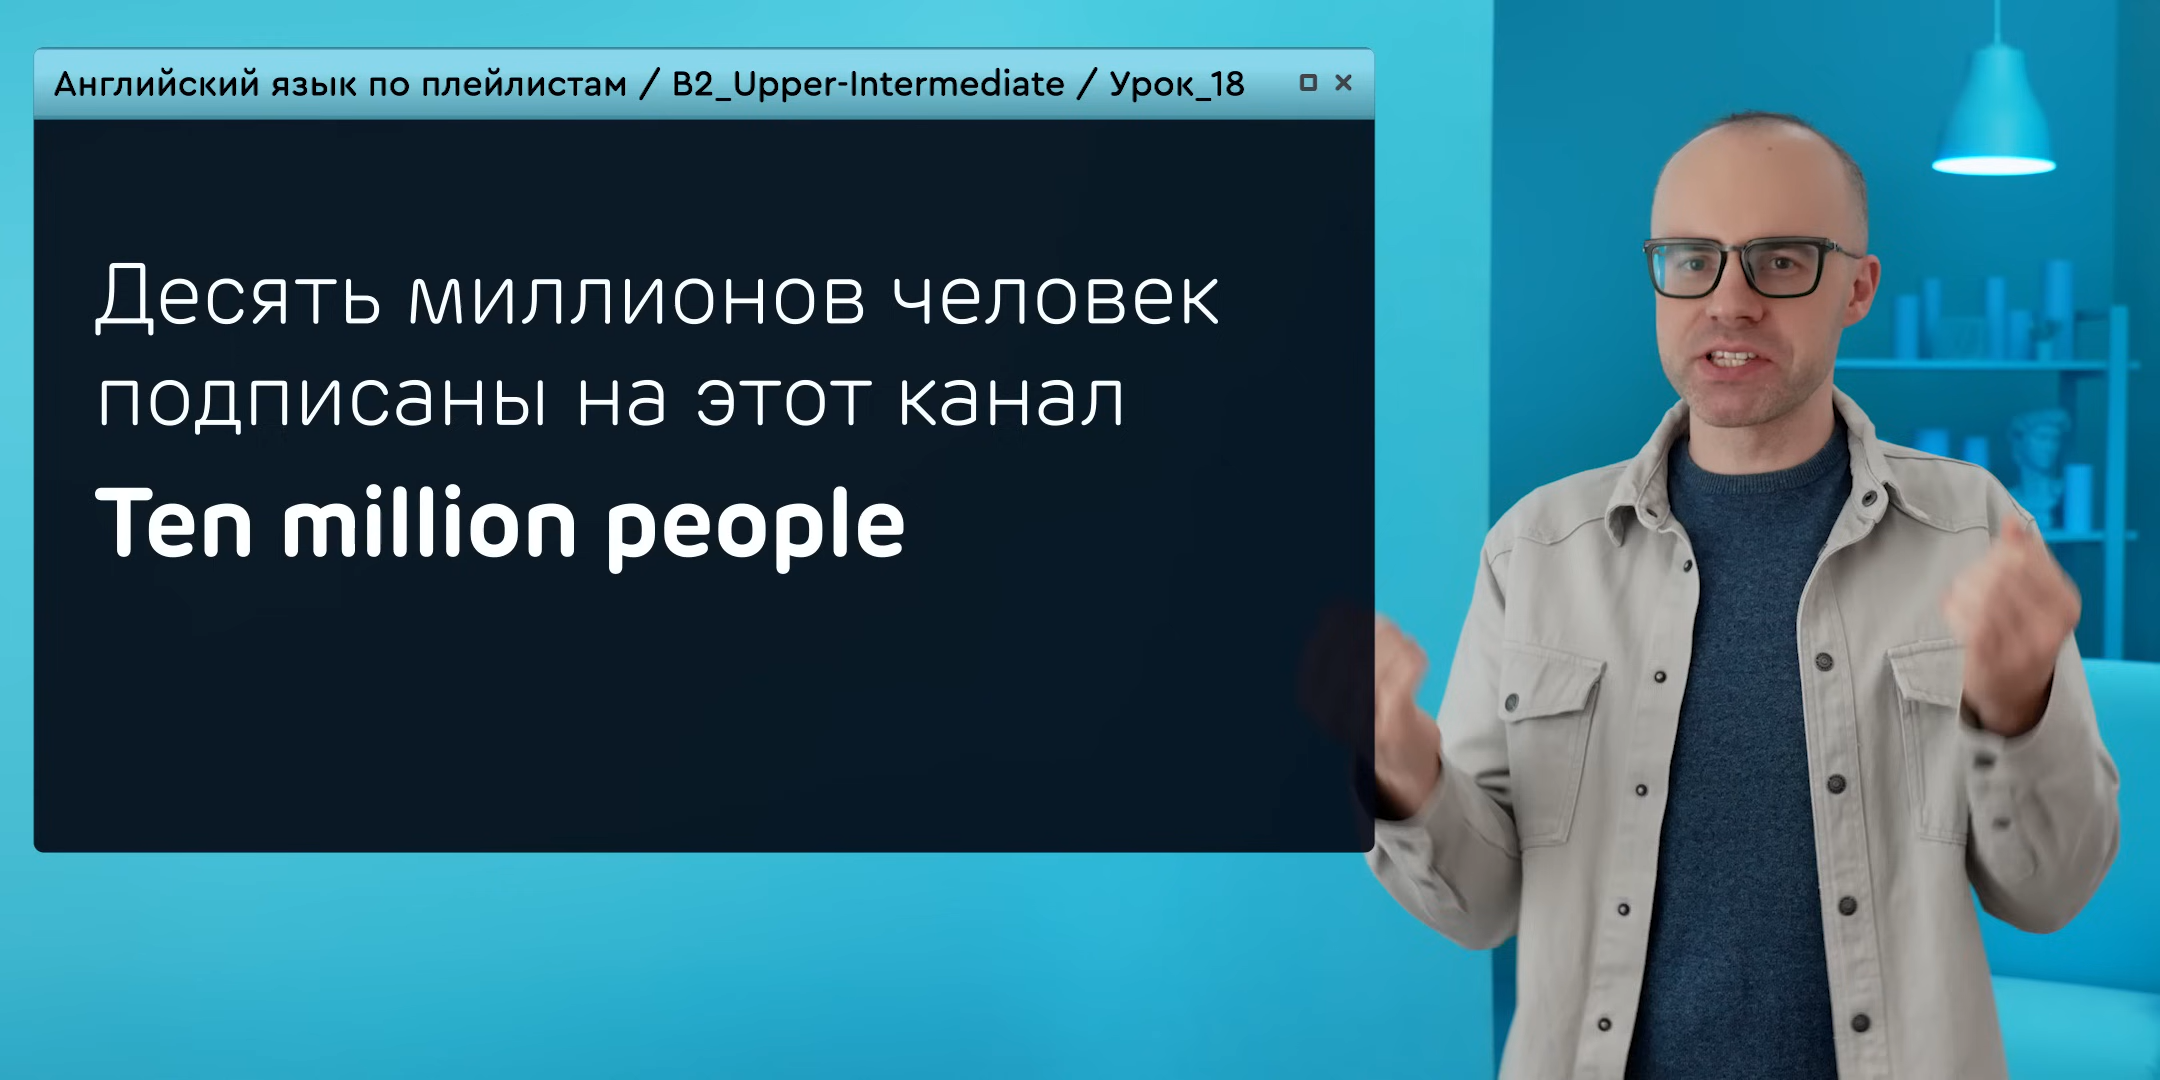 Английский язык по плейлистам / B2_Upper-Intermediate / Урок_18
Десять миллионов человек
подписаны на этот канал
Ten million people